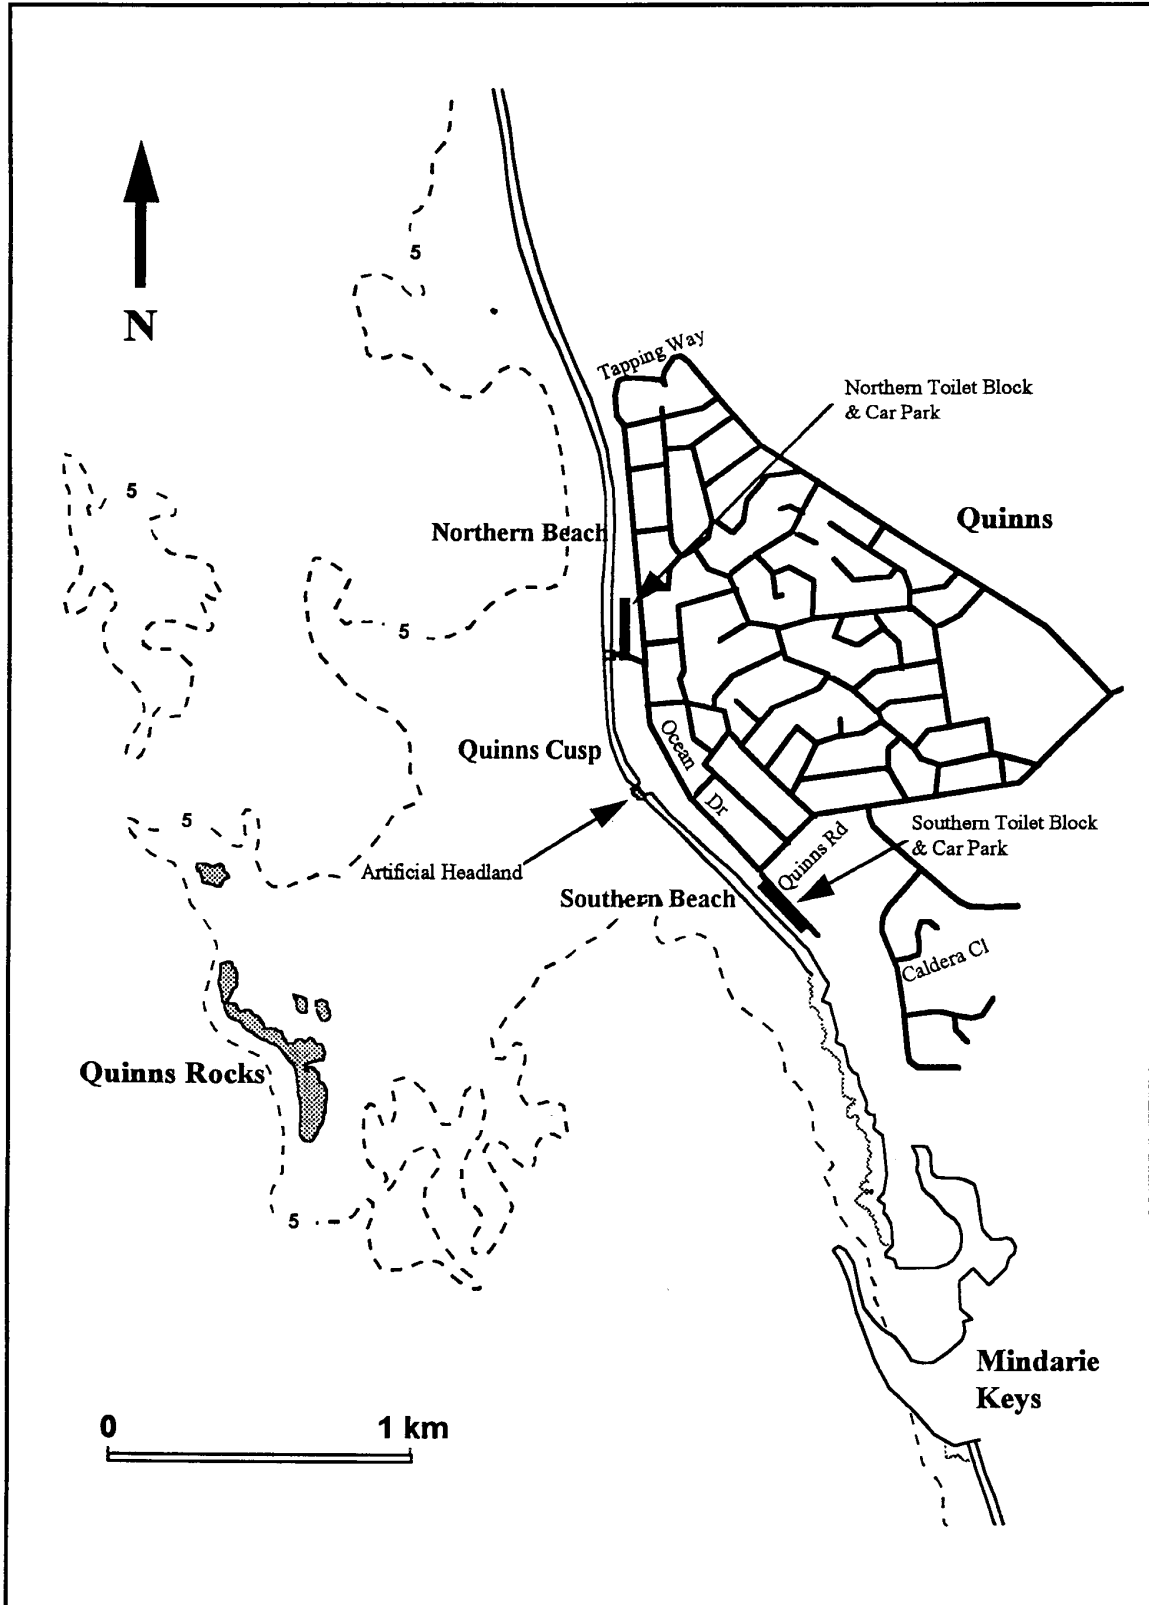 5
N
Tapping Way
Northern Toilet Block
& Car Park
5
Northern Beach
Quinns
5
Ocean
Quinns Cusp
Dr
5
Quinns Rd
Southern Toilet Block
& Car Park
Artificial Headland
Southern Beach
Caldera Cl
Quinns Rocks
5
Mindarie
Keys
0
1 km